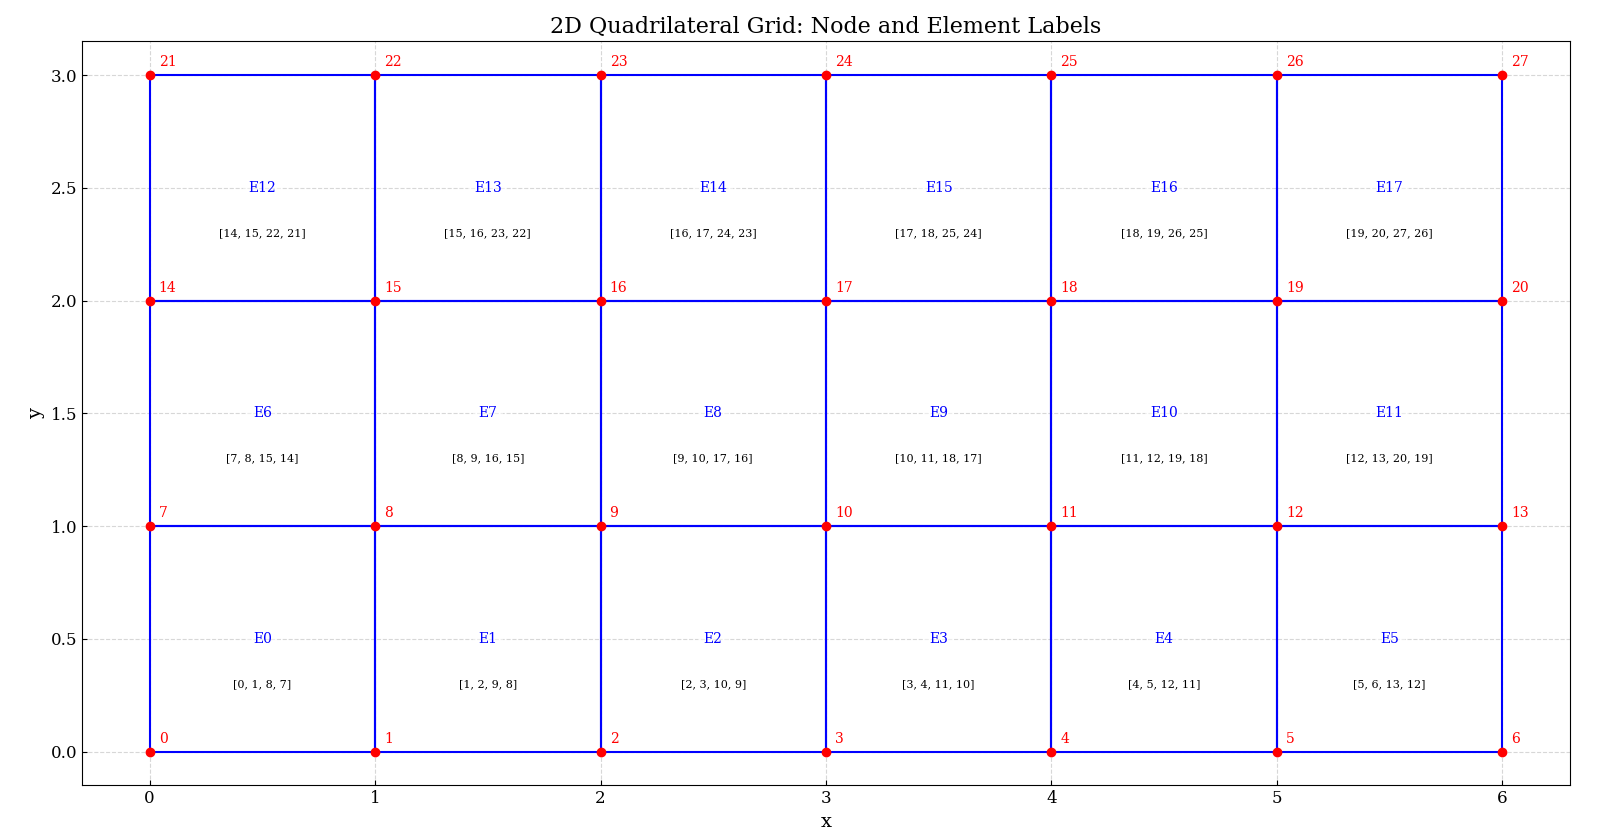 2D Quadrilateral Grid: Node and Element Labels
21 22 23 24 25 26 27
3.0
E12 E13 E14 E15 E16 E17
2.5
[14, 15, 22, 21] [15, 16, 23, 22] [16, 17, 24, 23] [17, 18, 25, 24] [18, 19, 26, 25] [19, 20, 27, 26]
14 15 16 17 18 19 20
2.0
E6 E7 E8 E9 E10 E11
y 1.5
[7, 8, 15, 14] [8, 9, 16, 15] [9, 10, 17, 16] [10, 11, 18, 17] [11, 12, 19, 18] [12, 13, 20, 19]
7 8 9 10 11 12 13
1.0
E0 E1 E2 E3 E4 E5
0.5
[0, 1, 8, 7] [1, 2, 9, 8] [2, 3, 10, 9] [3, 4, 11, 10] [4, 5, 12, 11] [5, 6, 13, 12]
0 1 2 3 4 5 6
0.0
0 1 2 3 4 5 6
x